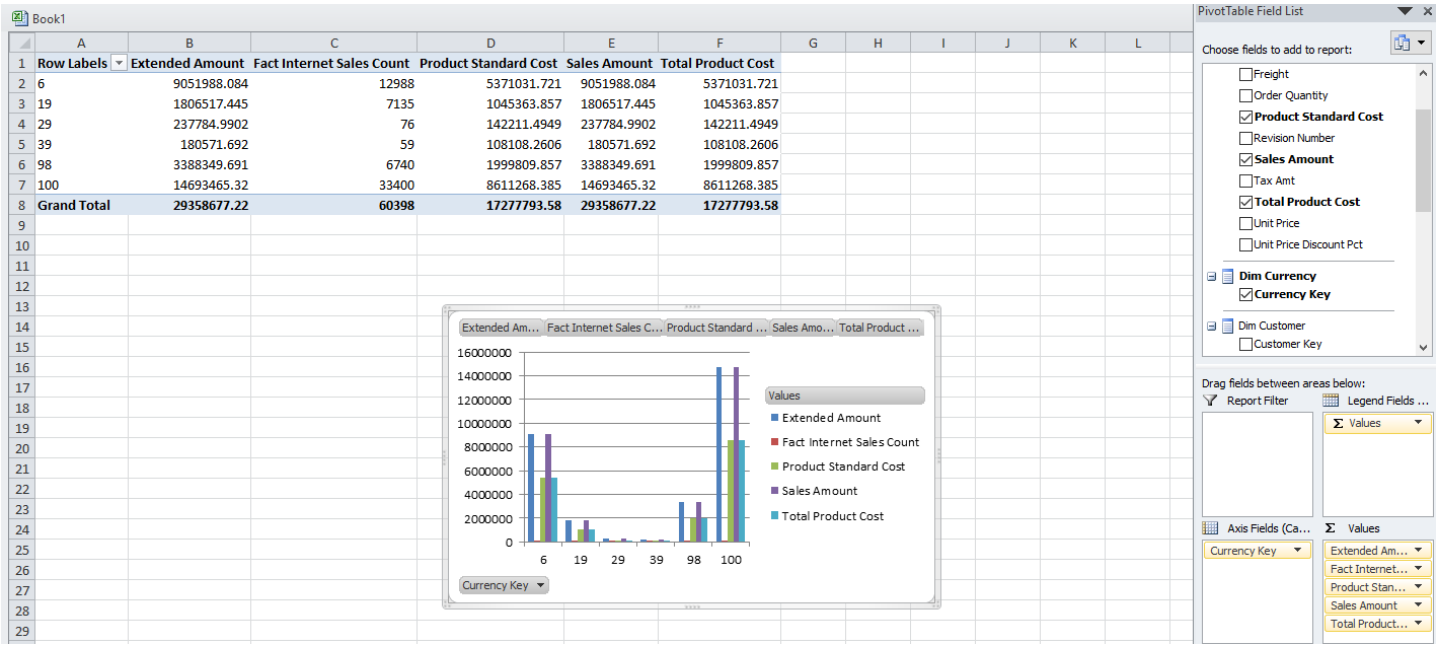 Book1
A B C D E F G H I J K L
1 Row Labels Extended Amount Fact Internet Sales Count Product Standard Cost Sales Amount Total Product Cost
2 6 9051988.084 12988 5371031.721 9051988.084 5371031.721
3 19 1806517.445 7135 1045363.857 1806517.445 1045363.857
4 29 237784.9902 76 142211.4949 237784.9902 142211.4949
5 39 180571.692 59 108108.2606 180571.692 108108.2606
6 98 3388349.691 6740 1999809.857 3388349.691 1999809.857
7 100 14693465.32 33400 8611268.385 14693465.32 8611268.385
8 Grand Total 29358677.22 60398 17277793.58 29358677.22 17277793.58
9
10
11
12
13
14
15
16
17
18
19
20
21
22
23
24
25
26
27
28
29
Extended Am... Fact Internet Sales C... Product Standard ... Sales Amo... Total Product ...
16000000
14000000
12000000
10000000
8000000
6000000
4000000
2000000
0
6 19 29 39 98 100
Values
Extended Amount
Fact Internet Sales Count
Product Standard Cost
Sales Amount
Total Product Cost
Currency Key
PivotTable Field List
Choose fields to add to report:
Freight
Order Quantity
Product Standard Cost
Revision Number
Sales Amount
Tax Amt
Total Product Cost
Unit Price
Unit Price Discount Pct
Dim Currency
Currency Key
Dim Customer
Customer Key
Drag fields between areas below:
Report Filter Legend Fields ...
Σ Values
Axis Fields (Ca... Σ Values
Currency Key Extended Am...
Fact Internet...
Product Stan...
Sales Amount
Total Product...